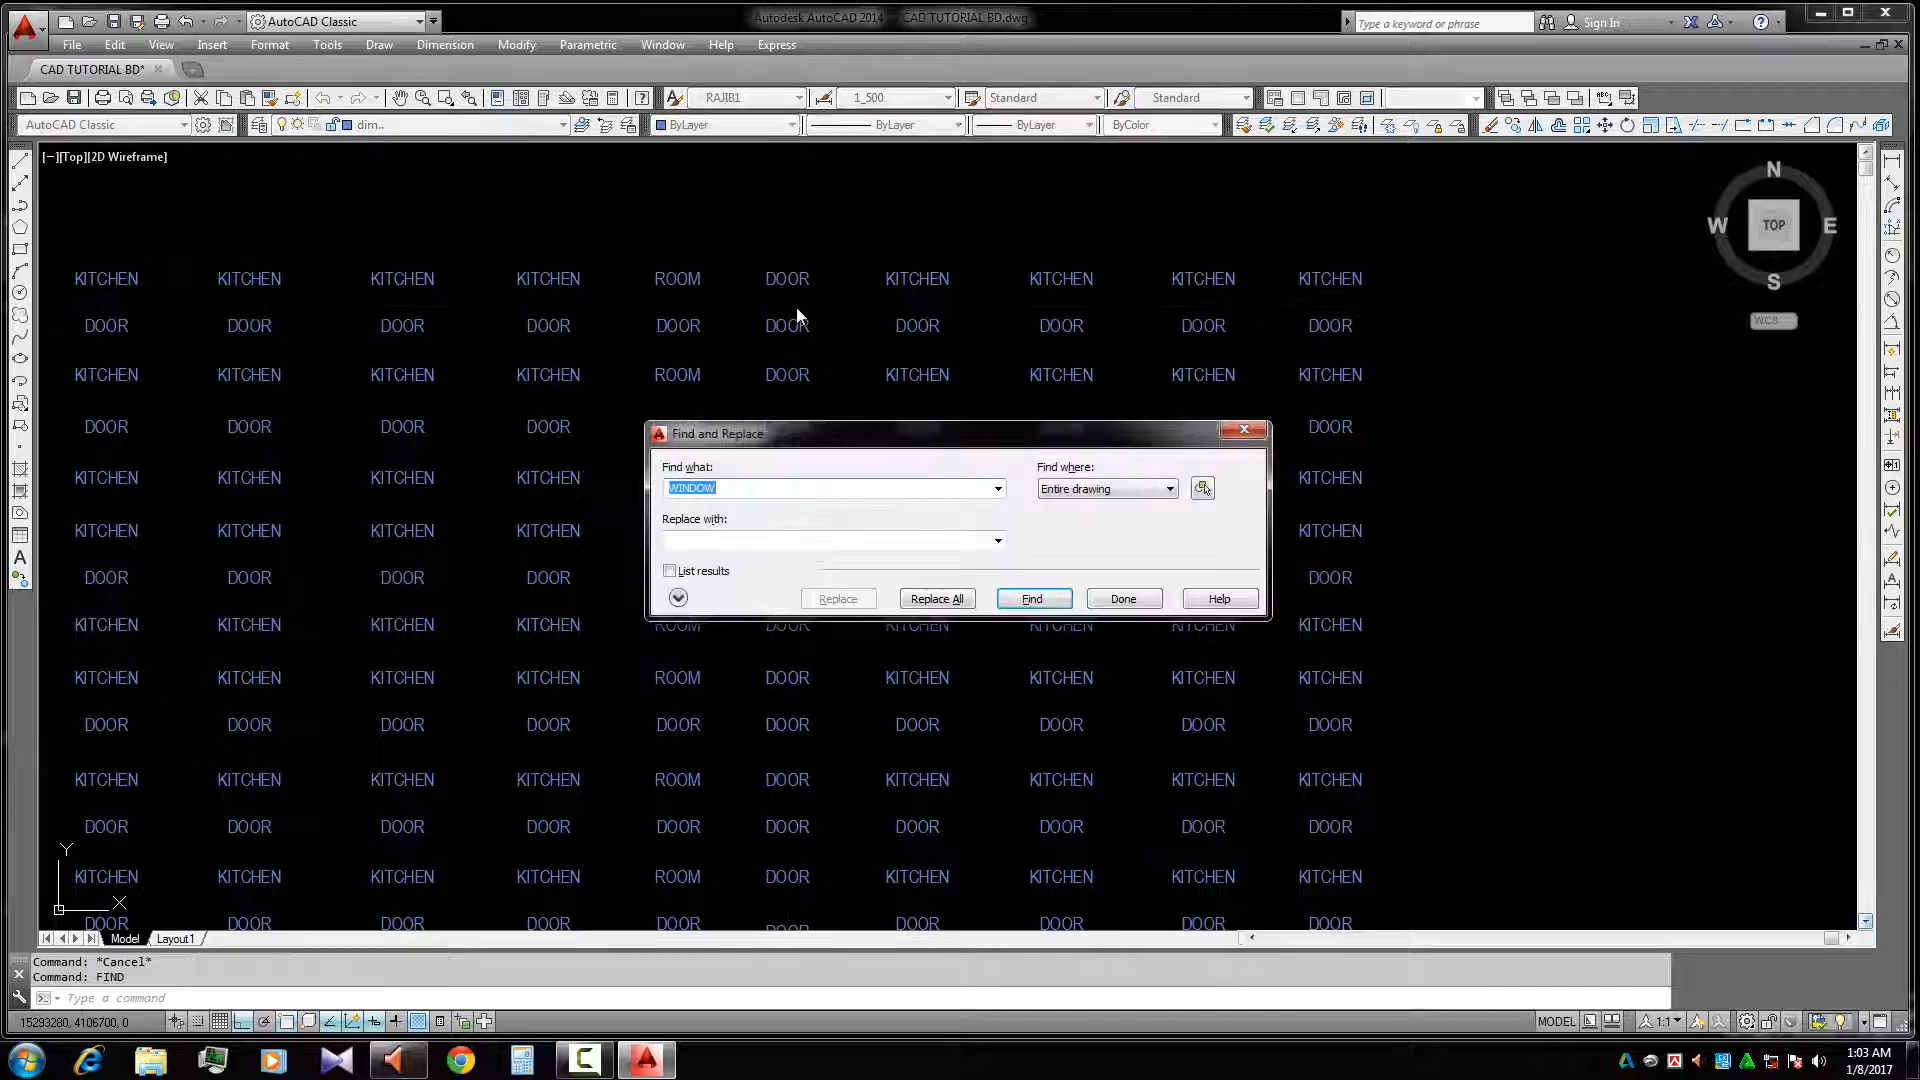 AutoCAD Classic
Autodesk AutoCAD 2014 CAD TUTORIAL BD.dwg
Type a keyword or phrase
Sign In
File Edit View Insert Format Tools Draw Dimension Modify Parametric Window Help Express
CAD TUTORIAL BD*
RAJIB1 1_500 Standard Standard
AutoCAD Classic dim.. ByLayer ByLayer ByLayer ByColor
[−][Top][2D Wireframe]
N
W TOP E
S
WCS
KITCHEN KITCHEN KITCHEN KITCHEN ROOM DOOR KITCHEN KITCHEN KITCHEN KITCHEN
DOOR DOOR DOOR DOOR DOOR DOOR DOOR DOOR DOOR DOOR
KITCHEN KITCHEN KITCHEN KITCHEN ROOM DOOR KITCHEN KITCHEN KITCHEN KITCHEN
DOOR DOOR DOOR DOOR DOOR
KITCHEN KITCHEN KITCHEN KITCHEN KITCHEN
KITCHEN KITCHEN KITCHEN KITCHEN KITCHEN
DOOR DOOR DOOR DOOR DOOR
Find and Replace
Find what: Find where:
WINDOW Entire drawing
Replace with:
List results
Replace Replace All Find Done Help
KITCHEN KITCHEN KITCHEN KITCHEN ROOM DOOR KITCHEN KITCHEN KITCHEN KITCHEN
KITCHEN KITCHEN KITCHEN KITCHEN ROOM DOOR KITCHEN KITCHEN KITCHEN KITCHEN
DOOR DOOR DOOR DOOR DOOR DOOR DOOR DOOR DOOR DOOR
KITCHEN KITCHEN KITCHEN KITCHEN ROOM DOOR KITCHEN KITCHEN KITCHEN KITCHEN
DOOR DOOR DOOR DOOR DOOR DOOR DOOR DOOR DOOR DOOR
Y
KITCHEN KITCHEN KITCHEN KITCHEN ROOM DOOR KITCHEN KITCHEN KITCHEN KITCHEN
X
DOOR DOOR DOOR DOOR DOOR DOOR DOOR DOOR DOOR DOOR
Model Layout1
Command: *Cancel*
Command: FIND
Type a command
15293280, 4106700, 0 MODEL 1:1
1:03 AM
1/8/2017